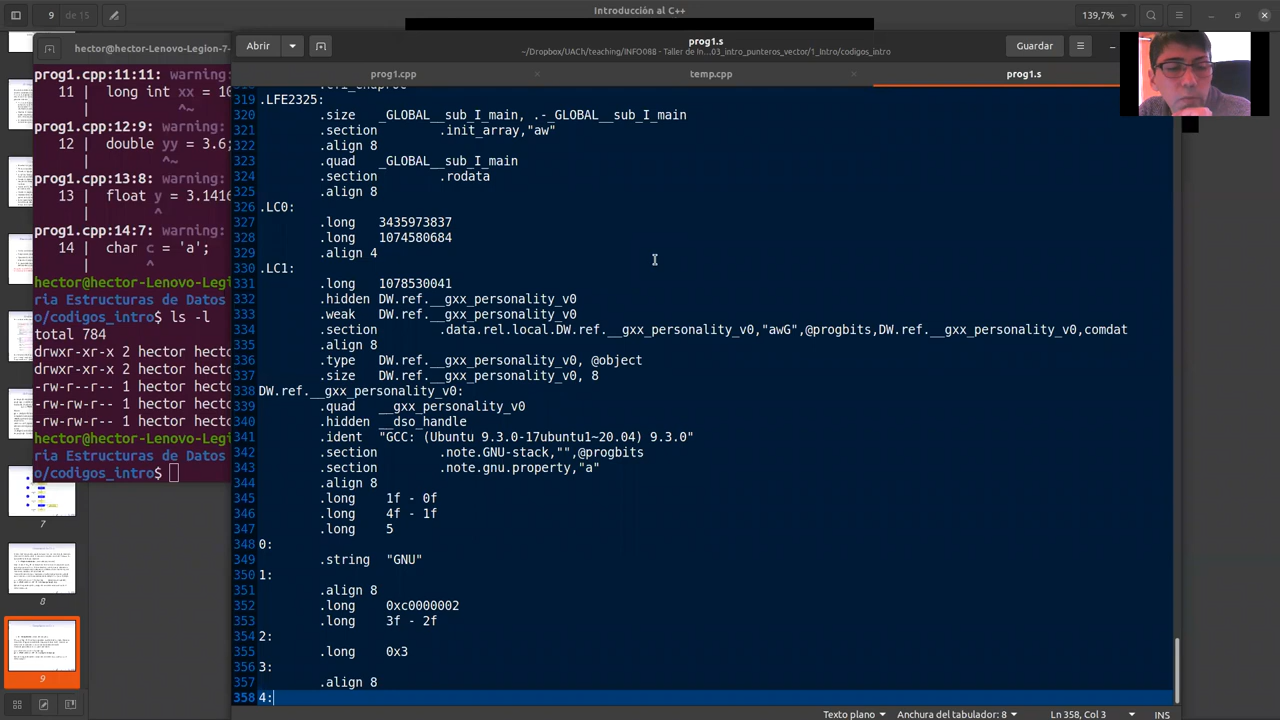 9 de 15
Introducción al C++
139,7%
hector@hector-Lenovo-Legion-7-
Abrir
prog1.s
~/Dropbox/UACh/teaching/INFO088 - Taller de In...03_intro_punteros_vector/1_Intro/codigos_intro
Guardar
prog1.cpp
temp.cpp
prog1.s
prog1.cpp:11:11: warning:
11 | long int xx = 10
| ^~
prog1.cpp:12:9: warning:
12 | double yy = 3.6;
| ^~
prog1.cpp:13:8: warning:
13 | float y = .1416
| ^
prog1.cpp:14:7: warning:
14 | char c = '5';
| ^
hector@hector-Lenovo-Legio
ria Estructuras de Datos
o/codigos_intro$ ls -l
total 784
drwxr-xr-x 2 hector hecto
drwxr-xr-x 2 hector hecto
-rw-r--r-- 1 hector hecto
-rw-rw-r-- 1 hector hecto
-rw-rw-r-- 1 hector hecto
-rw-rw-r-- 1 hector hecto
hector@hector-Lenovo-Legio
ria Estructuras de Datos
o/codigos_intro$
319 .LFE2325:
320 .size _GLOBAL__sub_I_main, .-_GLOBAL__sub_I_main
321 .section .init_array,"aw"
322 .align 8
323 .quad _GLOBAL__sub_I_main
324 .section .rodata
325 .align 8
326 .LC0:
327 .long 3435973837
328 .long 1074580684
329 .align 4
330 .LC1:
331 .long 1078530041
332 .hidden DW.ref.__gxx_personality_v0
333 .weak DW.ref.__gxx_personality_v0
334 .section .data.rel.local.DW.ref.__gxx_personality_v0,"awG",@progbits,DW.ref.__gxx_personality_v0,comdat
335 .align 8
336 .type DW.ref.__gxx_personality_v0, @object
337 .size DW.ref.__gxx_personality_v0, 8
338 DW.ref.__gxx_personality_v0:
339 .quad __gxx_personality_v0
340 .hidden __dso_handle
341 .ident "GCC: (Ubuntu 9.3.0-17ubuntu1~20.04) 9.3.0"
342 .section .note.GNU-stack,"",@progbits
343 .section .note.gnu.property,"a"
344 .align 8
345 .long 1f - 0f
346 .long 4f - 1f
347 .long 5
348 0:
349 .string "GNU"
350 1:
351 .align 8
352 .long 0xc0000002
353 .long 3f - 2f
354 2:
355 .long 0x3
356 3:
357 .align 8
358 4:
7
8
9
Texto plano
Anchura del tabulador: 8
Ln 358, Col 3
INS